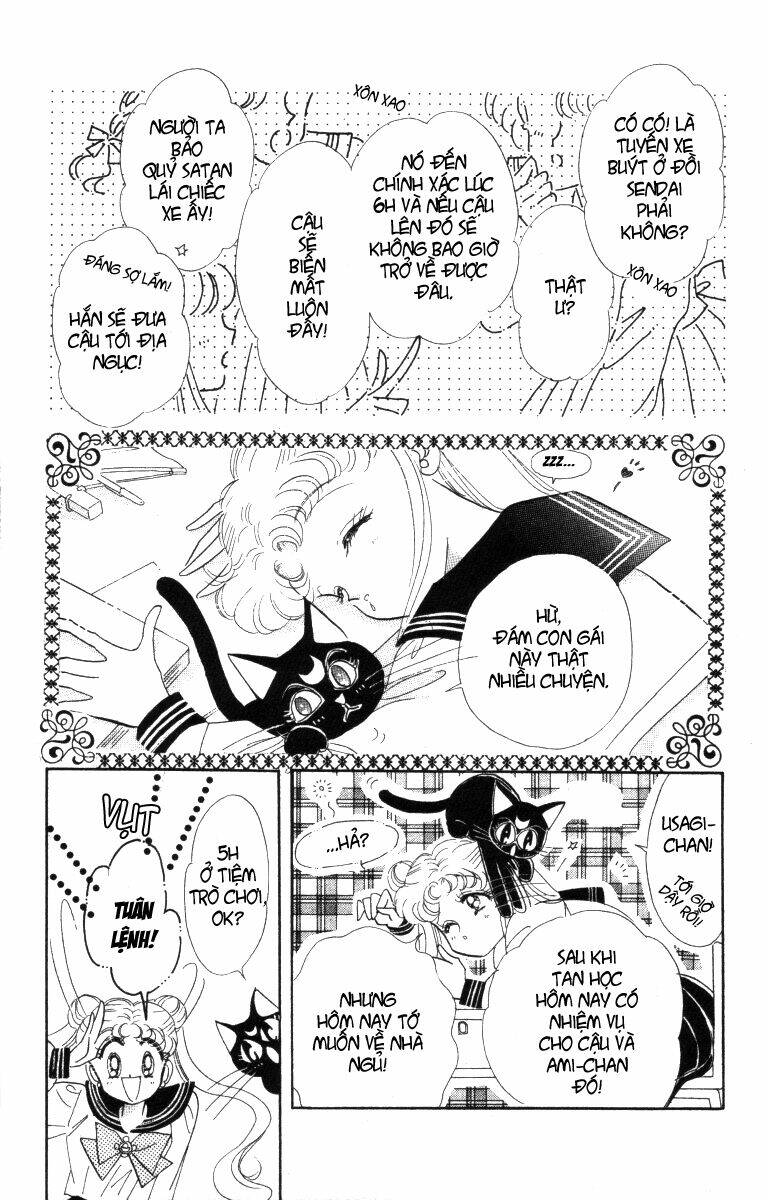 CÓ CÓ! LÀ
TUYẾN XE
BUÝT Ở ĐỒI
SENDAI
PHẢI
KHÔNG?
XÔN XAO
THẬT
Ư?
XÔN XAO
NÓ ĐẾN
CHÍNH XÁC LÚC
6H VÀ NẾU CẬU
LÊN ĐÓ SẼ
KHÔNG BAO GIỜ
TRỞ VỀ ĐƯỢC
ĐÂU.
CẬU
SẼ
BIẾN
MẤT
LUÔN
ĐẤY!
NGƯỜI TA
BẢO
QUỶ SATAN
LÁI CHIẾC
XE ẤY!
ĐÁNG SỢ LẮM!
HẮN SẼ ĐƯA
CẬU TỚI ĐỊA
NGỤC!
ZZZ...
HỪ,
ĐÁM CON GÁI
NÀY THẬT
NHIỀU CHUYỆN.
USAGI-
CHAN!
TỚI GIỜ
DẬY RỒI!
...HẢ?
SAU KHI
TAN HỌC
HÔM NAY CÓ
NHIỆM VỤ
CHO CẬU VÀ
AMI-CHAN
ĐÓ!
NHƯNG
HÔM NAY TỚ
MUỐN VỀ NHÀ
NGỦ!
5H
Ở TIỆM
TRÒ CHƠI,
OK?
VỤT
TUÂN
LỆNH!